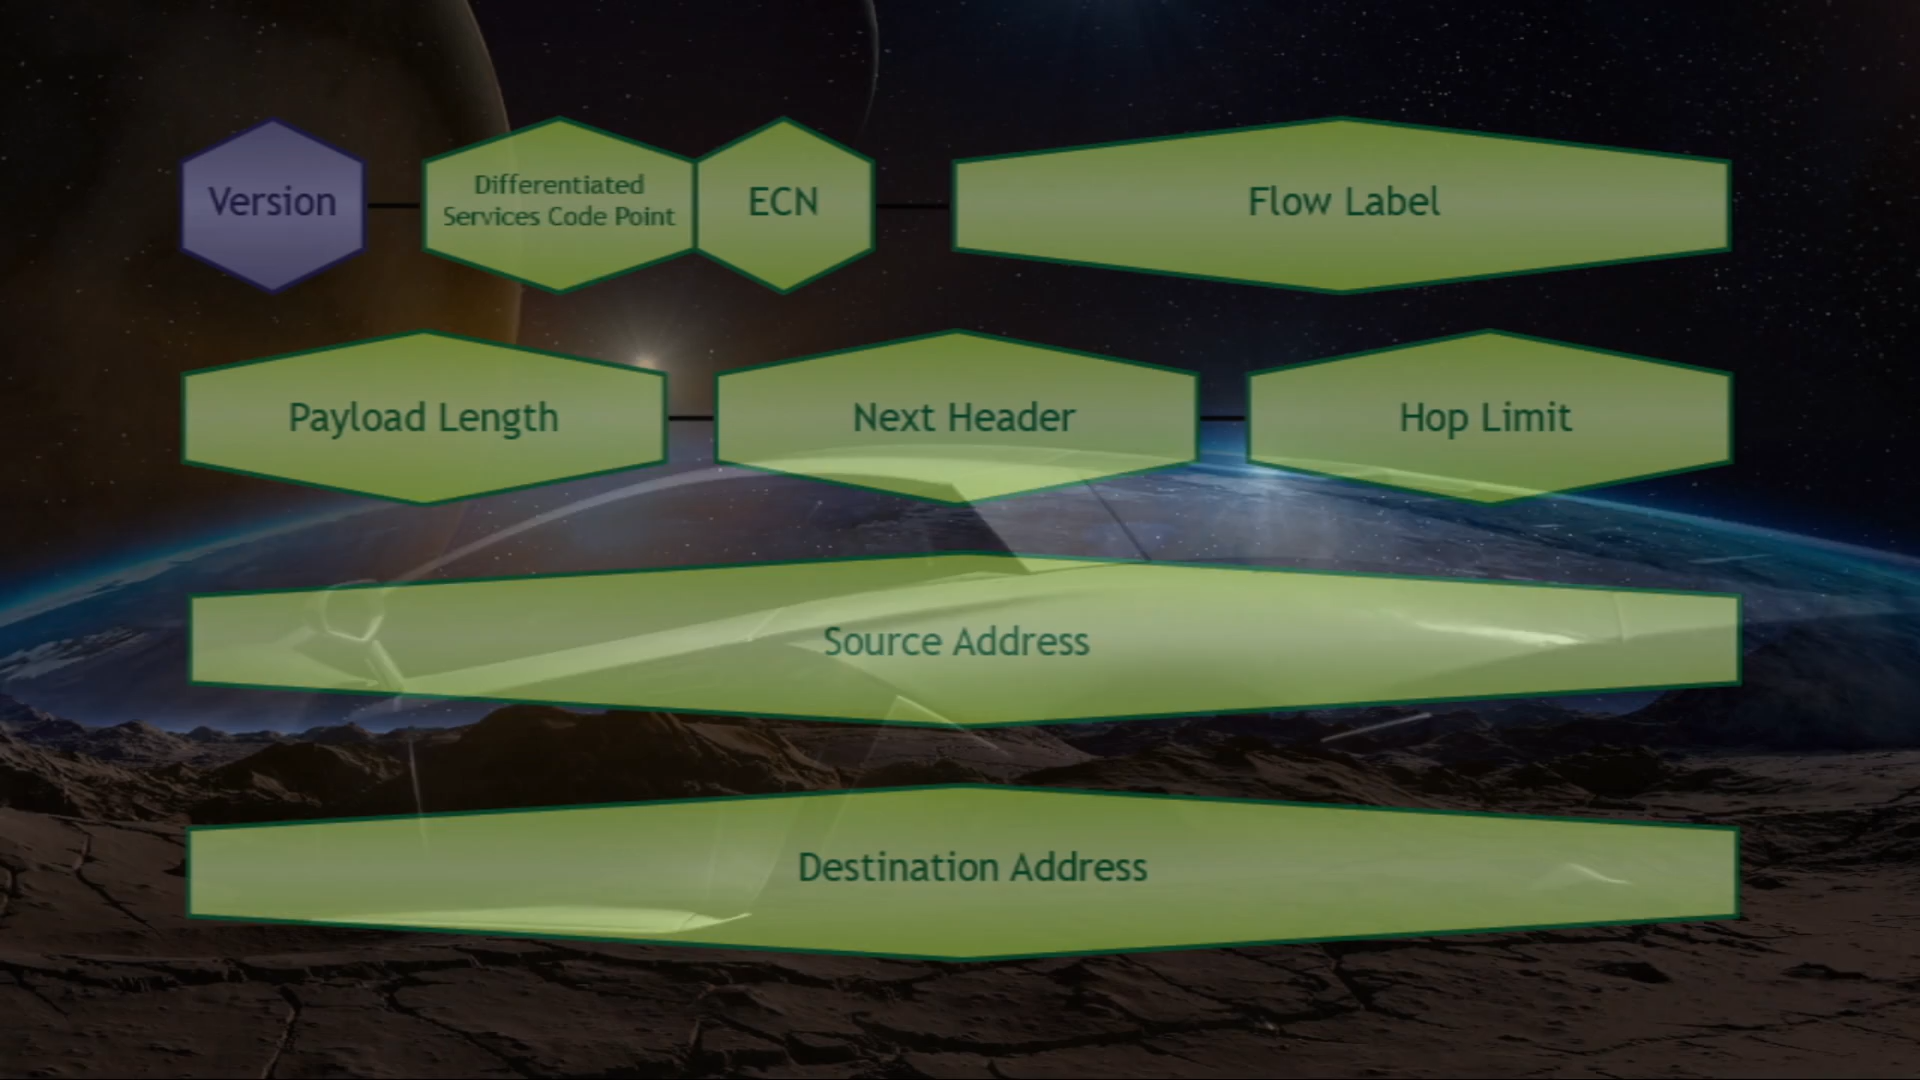 Version
Differentiated
Services Code Point
ECN
Flow Label
Payload Length
Next Header
Hop Limit
Source Address
Destination Address